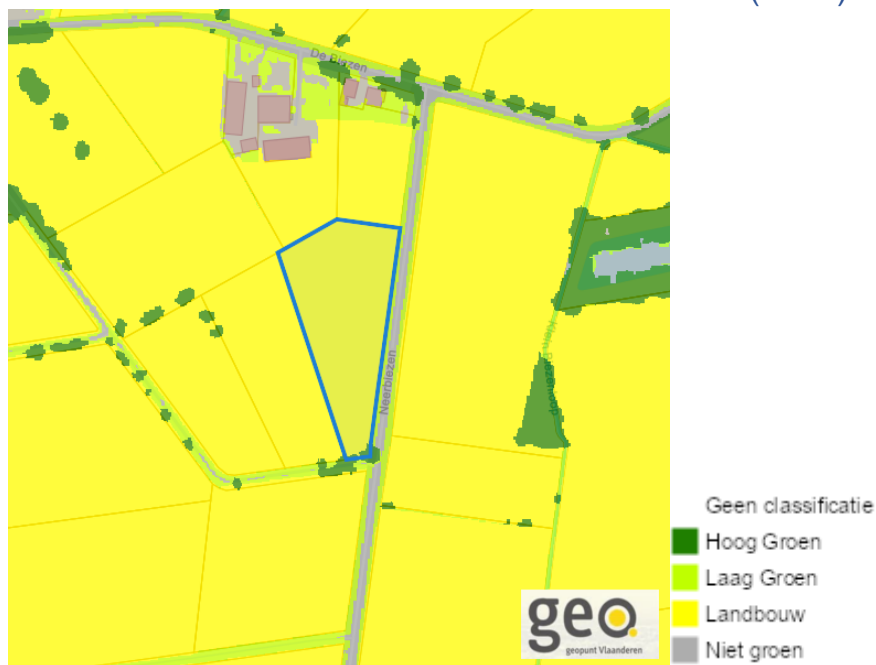 De Biezen
Neerbiezen
Geen classificatie
Hoog Groen
Laag Groen
Landbouw
Niet groen
geo.
geopunt Vlaanderen